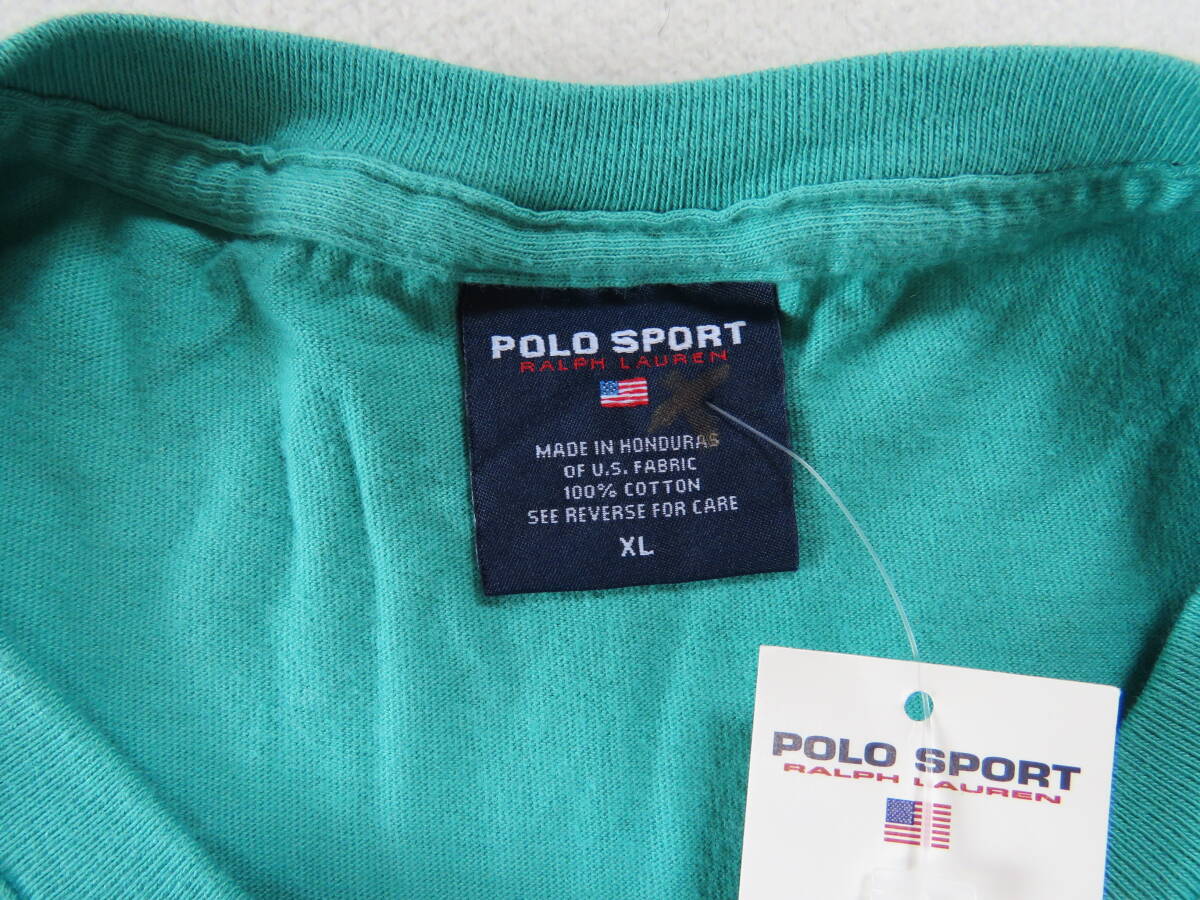 POLO SPORT
RALPH LAUREN
MADE IN HONDURAS
OF U.S. FABRIC
100% COTTON
SEE REVERSE FOR CARE
XL
POLO SPORT
RALPH LAUREN